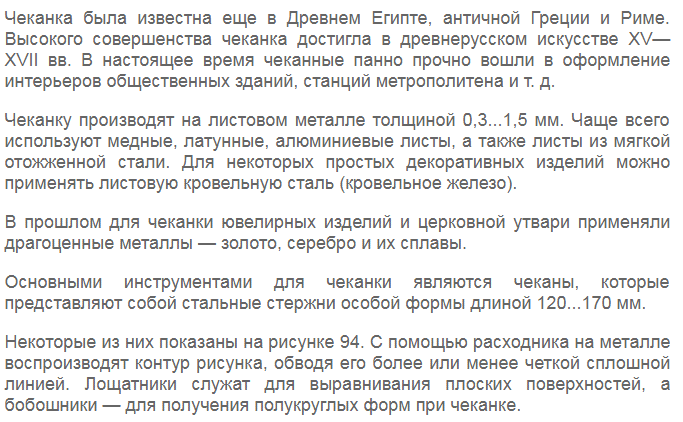 Чеканка была известна еще в Древнем Египте, античной Греции и Риме.
Высокого совершенства чеканка достигла в древнерусском искусстве XV—
XVII вв. В настоящее время чеканные панно прочно вошли в оформление
интерьеров общественных зданий, станций метрополитена и т. д.
Чеканку производят на листовом металле толщиной 0,3...1,5 мм. Чаще всего
используют медные, латунные, алюминиевые листы, а также листы из мягкой
отожженной стали. Для некоторых простых декоративных изделий можно
применять листовую кровельную сталь (кровельное железо).
В прошлом для чеканки ювелирных изделий и церковной утвари применяли
драгоценные металлы — золото, серебро и их сплавы.
Основными инструментами для чеканки являются чеканы, которые
представляют собой стальные стержни особой формы длиной 120...170 мм.
Некоторые из них показаны на рисунке 94. С помощью расходника на металле
воспроизводят контур рисунка, обводя его более или менее четкой сплошной
линией. Лощатники служат для выравнивания плоских поверхностей, а
бобошники — для получения полукруглых форм при чеканке.